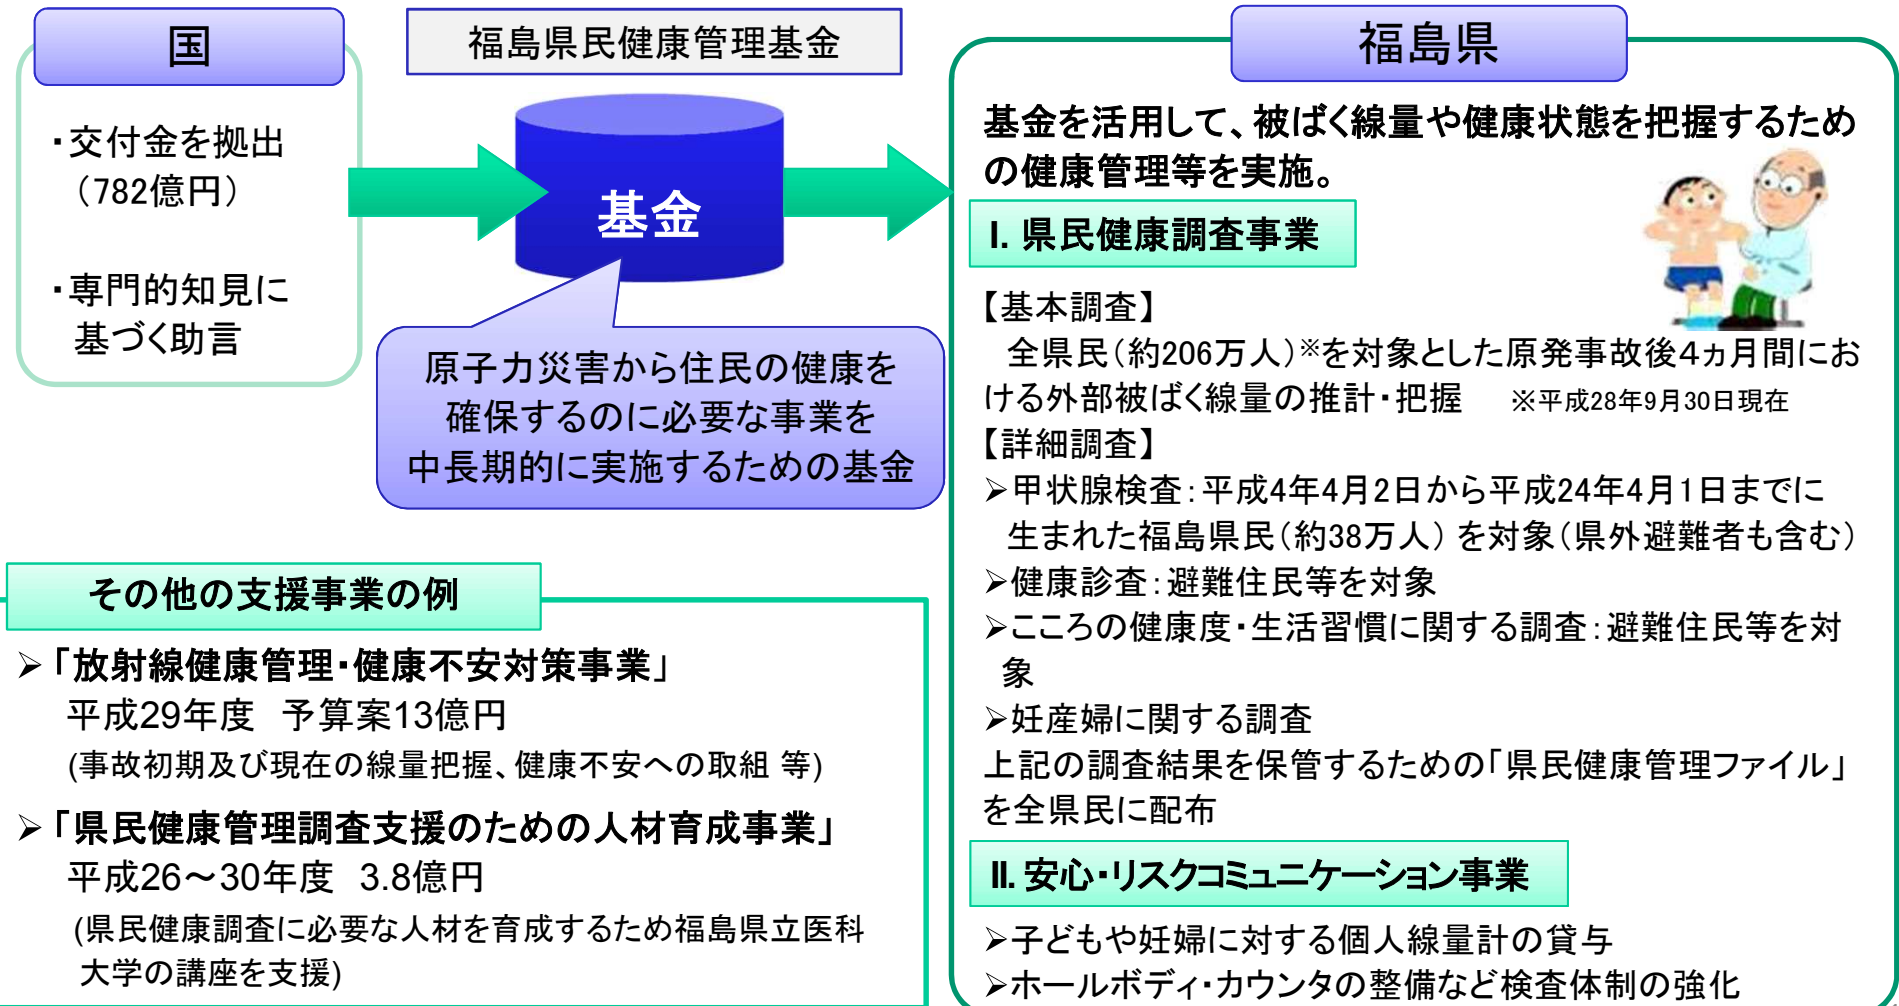 国
・交付金を拠出
（782億円）
・専門的知見に
基づく助言
福島県民健康管理基金
基金
原子力災害から住民の健康を
確保するのに必要な事業を
中長期的に実施するための基金
その他の支援事業の例
➢「放射線健康管理・健康不安対策事業」
平成29年度 予算案13億円
(事故初期及び現在の線量把握、健康不安への取組 等)
➢「県民健康管理調査支援のための人材育成事業」
平成26～30年度 3.8億円
(県民健康調査に必要な人材を育成するため福島県立医科
大学の講座を支援)
福島県
基金を活用して、被ばく線量や健康状態を把握するため
の健康管理等を実施。
Ⅰ. 県民健康調査事業
【基本調査】
全県民（約206万人）※を対象とした原発事故後４ヵ月間にお
ける外部被ばく線量の推計・把握 ※平成28年9月30日現在
【詳細調査】
➢甲状腺検査：平成4年4月2日から平成24年4月1日までに
生まれた福島県民（約38万人）を対象（県外避難者も含む）
➢健康診査：避難住民等を対象
➢こころの健康度・生活習慣に関する調査：避難住民等を対
象
➢妊産婦に関する調査
上記の調査結果を保管するための「県民健康管理ファイル」
を全県民に配布
Ⅱ. 安心・リスクコミュニケーション事業
➢子どもや妊婦に対する個人線量計の貸与
➢ホールボディ・カウンタの整備など検査体制の強化